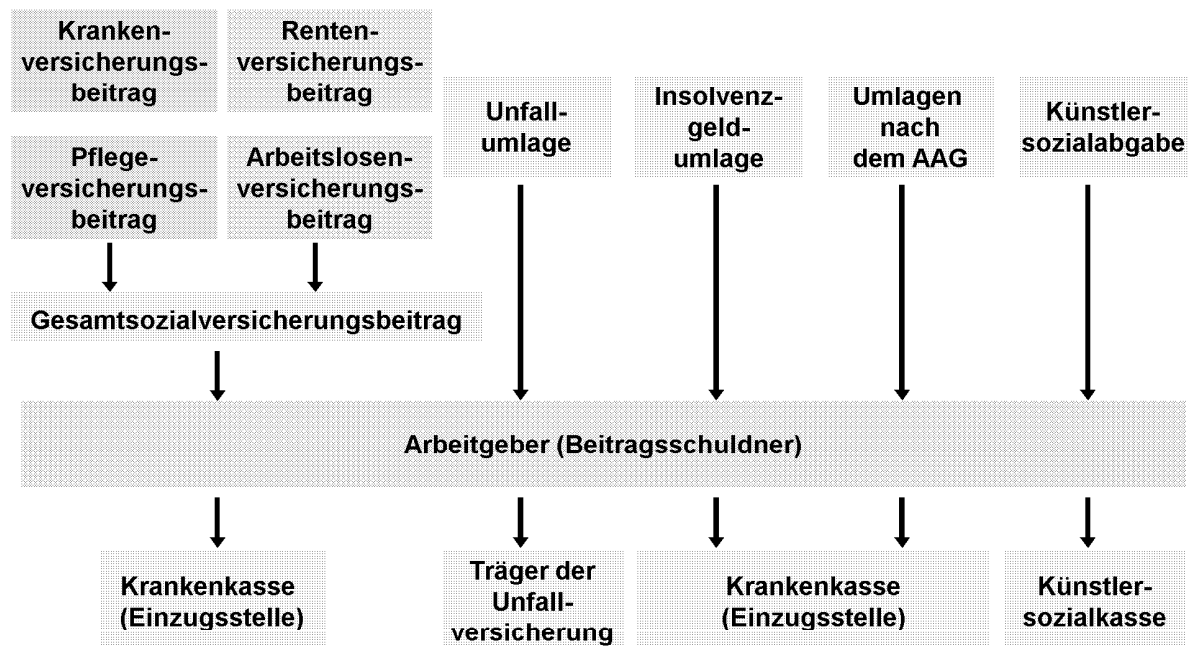 Kranken-
versicherungs-
beitrag
Renten-
versicherungs-
beitrag
Pflege-
versicherungs-
beitrag
Arbeitslosen-
versicherungs-
beitrag
Unfall-
umlage
Insolvenz-
geld-
umlage
Umlagen
nach
dem AAG
Künstler-
sozialabgabe
Gesamtsozialversicherungsbeitrag
Arbeitgeber (Beitragsschuldner)
Krankenkasse
(Einzugsstelle)
Träger der
Unfall-
versicherung
Krankenkasse
(Einzugsstelle)
Künstler-
sozialkasse